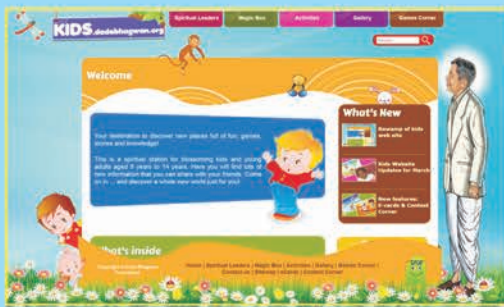 KIDS.dadabhagwan.org
Spiritual Leaders
Magic Box
Activities
Gallery
Games Corner
Welcome
Your destination to discover new places full of fun, games,
stories and knowledge!
This is a spiritual station for blossoming kids and young
adults aged 8 years to 14 years. Here you will find lots of
new information that you can share with your friends. Come
on in ... and discover a whole new world just for you!
What's New
Revamp of kids
web site
Kids Website
Updates for March
New features:
E-cards & Contest
Corner
What's inside
Home | Spiritual Leaders | Magic Box | Activities | Gallery | Games Corner |
Contact us | Sitemap | eCards | Contest Corner